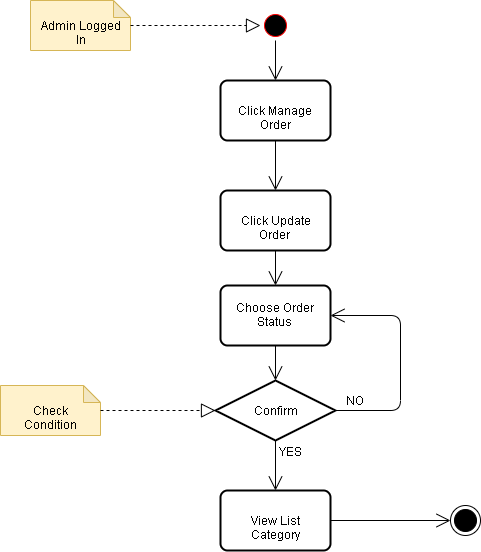 Admin Logged
In
Click Manage
Order
Click Update
Order
Choose Order
Status
Check
Condition
Confirm
NO
YES
View List
Category